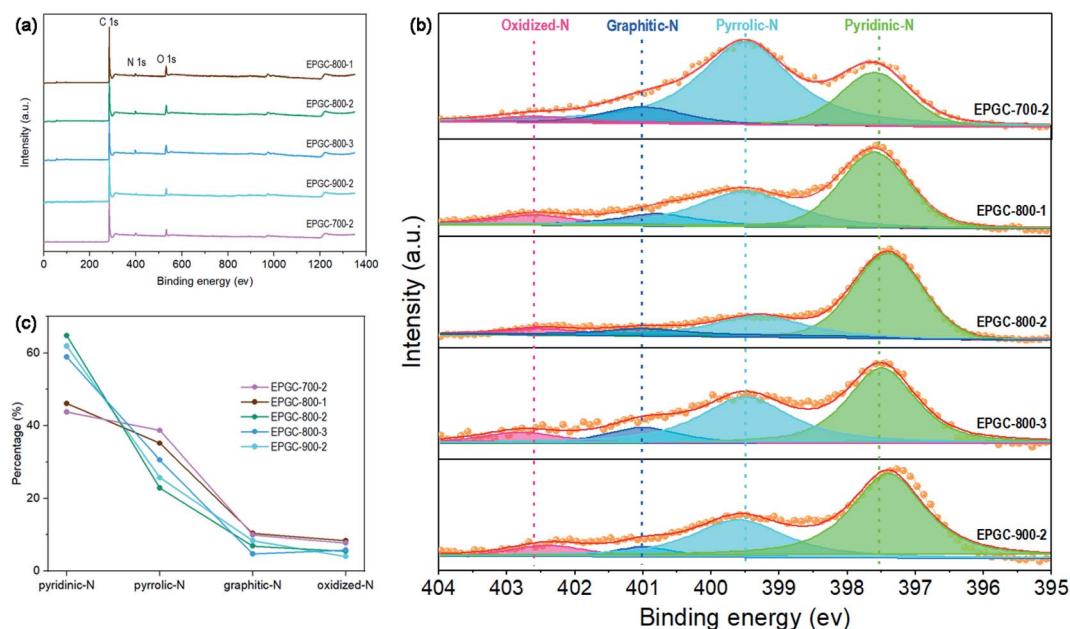 (a)
C 1s
N 1s
O 1s
EPGC-800-1
EPGC-800-2
EPGC-800-3
EPGC-900-2
EPGC-700-2
Intensity (a.u.)
0 200 400 600 800 1000 1200 1400
Binding energy (ev)
(b)
Oxidized-N Graphitic-N Pyrrolic-N Pyridinic-N
EPGC-700-2
EPGC-800-1
EPGC-800-2
EPGC-800-3
EPGC-900-2
Intensity (a.u.)
404 403 402 401 400 399 398 397 396 395
Binding energy (ev)
(c)
60
40
20
0
Percentage (%)
EPGC-700-2
EPGC-800-1
EPGC-800-2
EPGC-800-3
EPGC-900-2
pyridinic-N pyrrolic-N graphitic-N oxidized-N